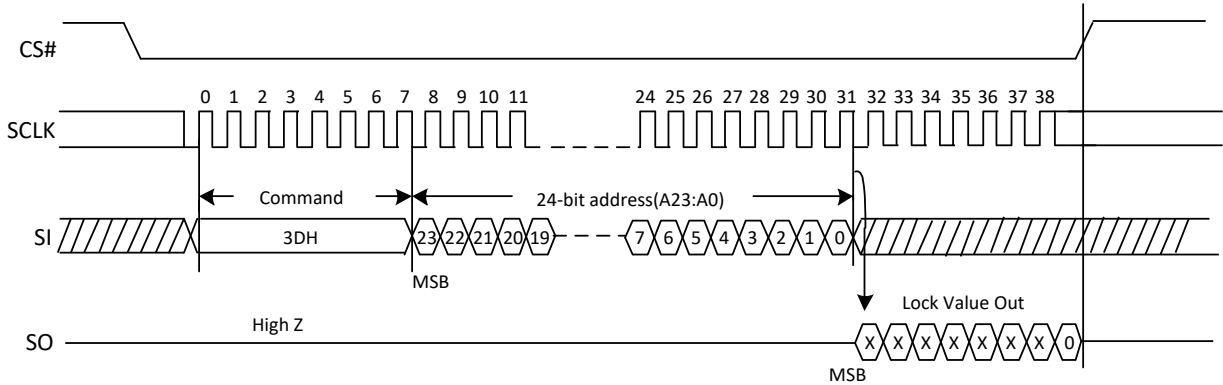 CS#
0 1 2 3 4 5 6 7 8 9 10 11 24 25 26 27 28 29 30 31 32 33 34 35 36 37 38
SCLK
Command 24-bit address(A23:A0)
SI 3DH 23 22 21 20 19 7 6 5 4 3 2 1 0
MSB
High Z Lock Value Out
SO X X X X X X X 0
MSB